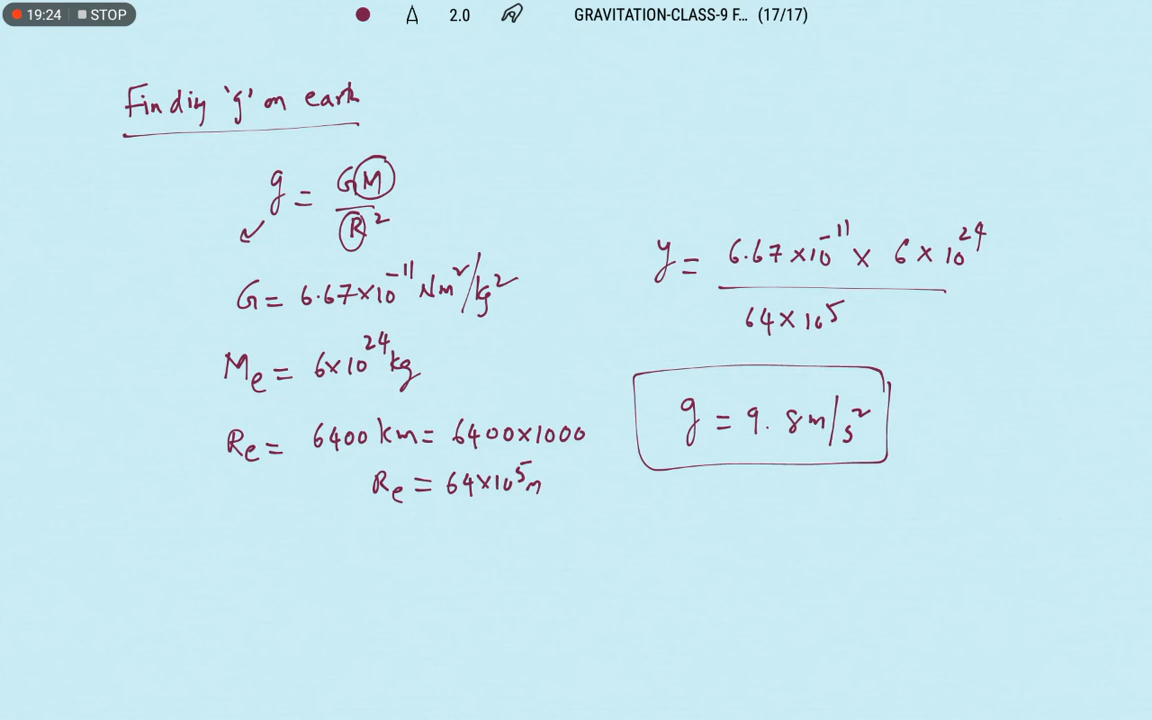 19:24 STOP 2.0 GRAVITATION-CLASS-9 F... (17/17)
Finding 'g' on earth
g = GM / R²
G = 6.67×10⁻¹¹ Nm²/kg²
Me = 6×10²⁴ kg
Re = 6400 km = 6400×1000
Re = 64×10⁵m
g = 6.67×10⁻¹¹ × 6×10²⁴ / 64×10⁵
g = 9.8m/s²